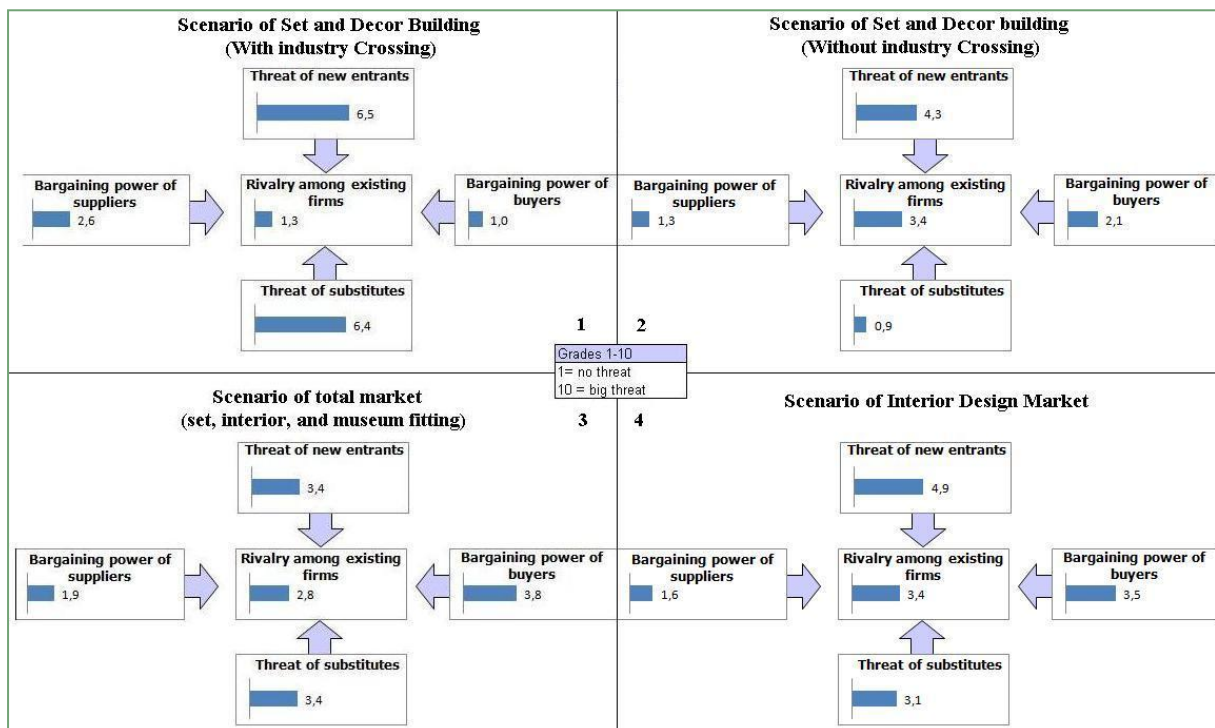 Scenario of Set and Decor Building
(With industry Crossing)
Threat of new entrants
6,5
Bargaining power of
suppliers
2,6
Rivalry among existing
firms
1,3
Bargaining power of
buyers
1,0
Threat of substitutes
6,4
1
Scenario of Set and Decor building
(Without industry Crossing)
Threat of new entrants
4,3
Bargaining power of
suppliers
1,3
Rivalry among existing
firms
3,4
Bargaining power of
buyers
2,1
Threat of substitutes
0,9
2
Grades 1-10
1= no threat
10 = big threat
Scenario of total market
(set, interior, and museum fitting)
3
Threat of new entrants
3,4
Bargaining power of
suppliers
1,9
Rivalry among existing
firms
2,8
Bargaining power of
buyers
3,8
Threat of substitutes
3,4
4
Scenario of Interior Design Market
Threat of new entrants
4,9
Bargaining power of
suppliers
1,6
Rivalry among existing
firms
3,4
Bargaining power of
buyers
3,5
Threat of substitutes
3,1